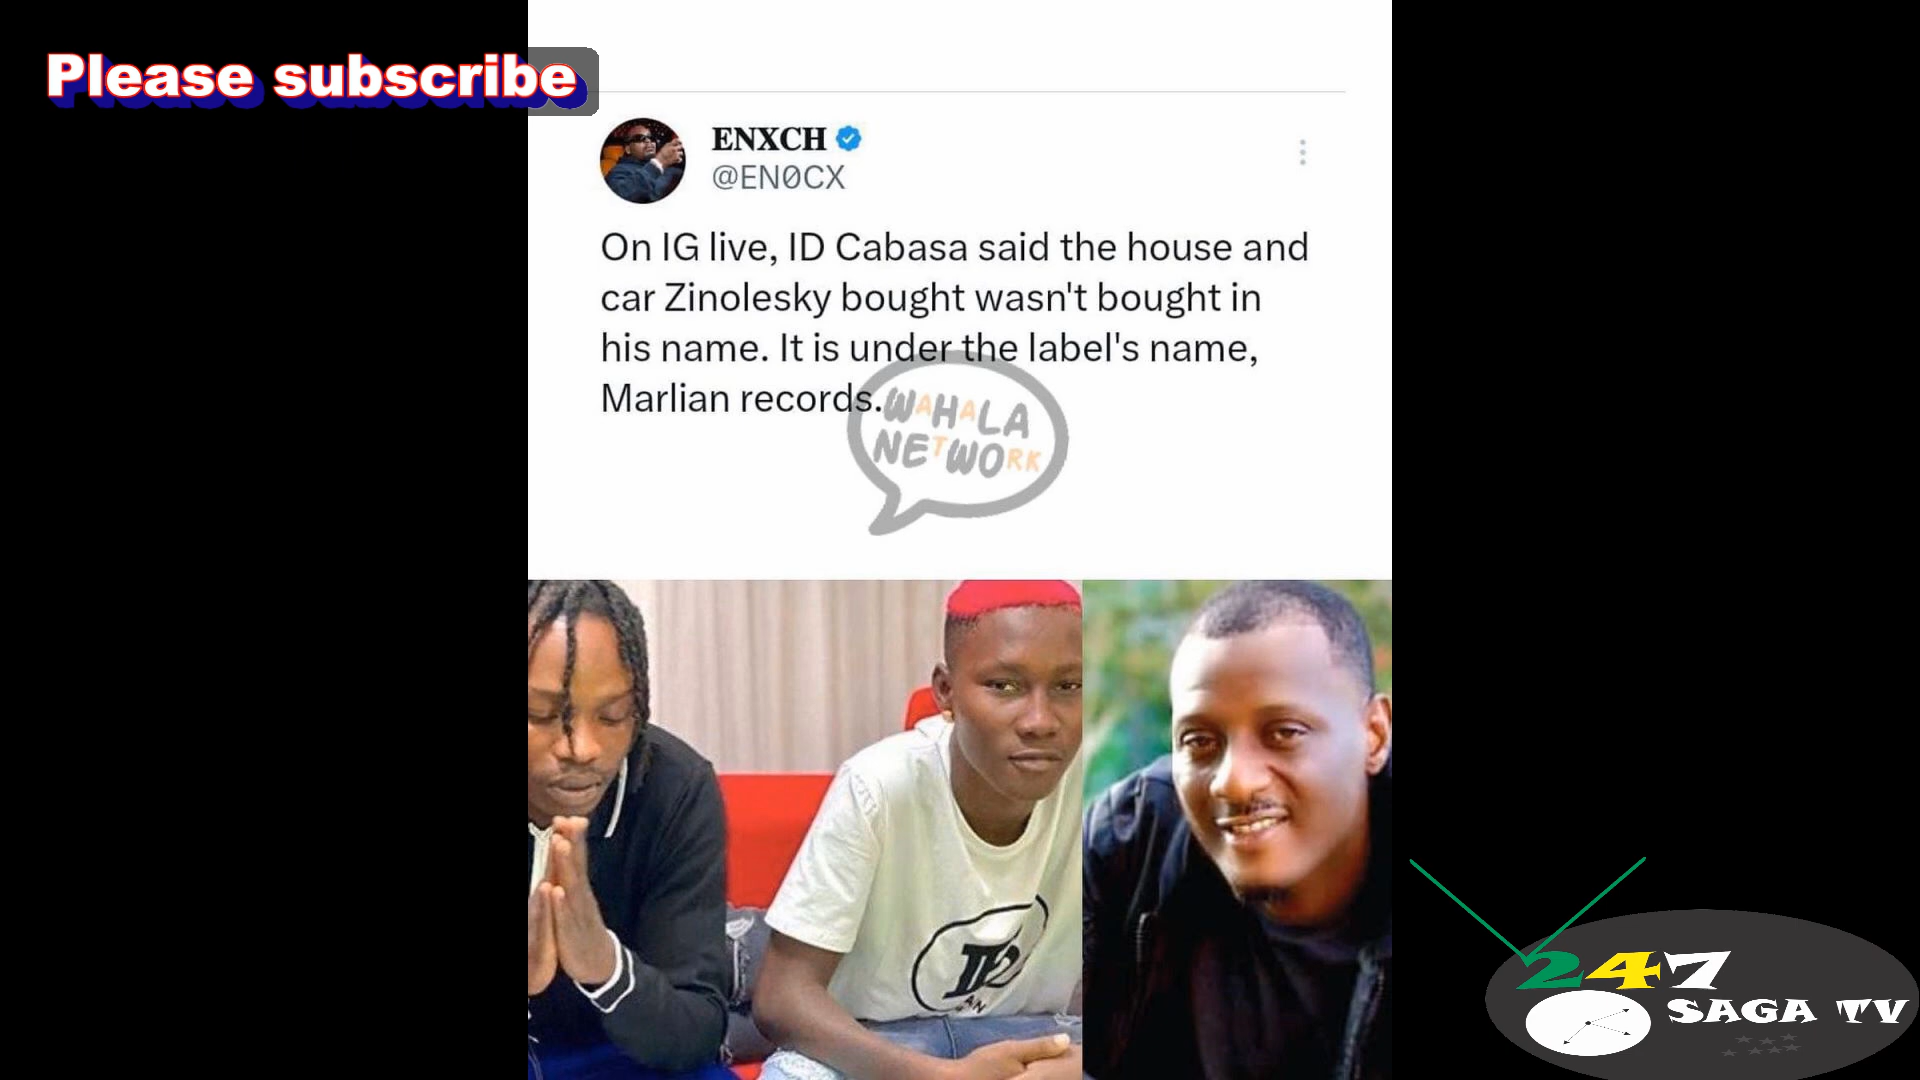 Please subscribe
ENXCH
@EN0CX
On IG live, ID Cabasa said the house and
car Zinolesky bought wasn't bought in
his name. It is under the label's name,
Marlian records.
WAHALA
NETWORK
247
SAGA TV